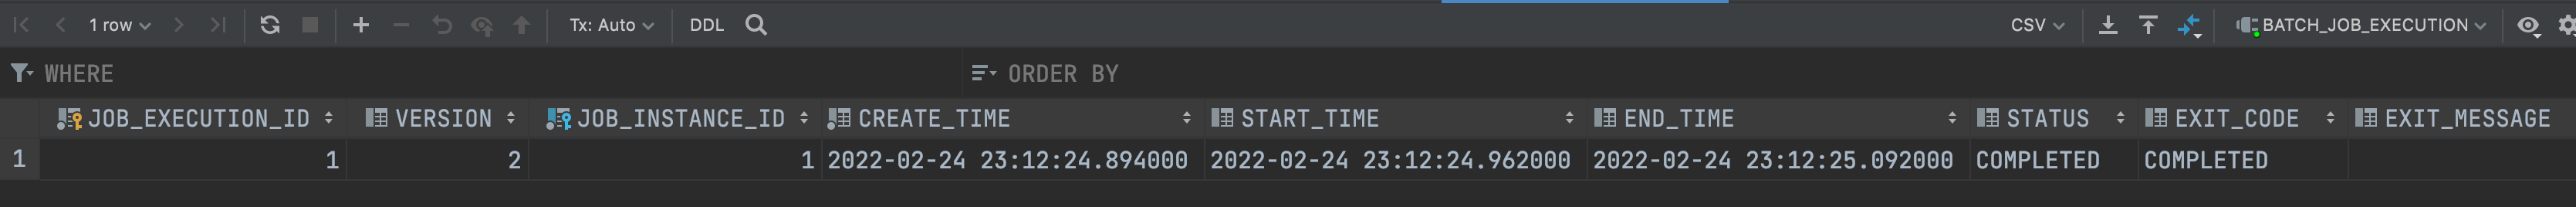 1 row Tx: Auto DDL CSV BATCH_JOB_EXECUTION
WHERE ORDER BY
JOB_EXECUTION_ID VERSION JOB_INSTANCE_ID CREATE_TIME START_TIME END_TIME STATUS EXIT_CODE EXIT_MESSAGE
1 1 2 1 2022-02-24 23:12:24.894000 2022-02-24 23:12:24.962000 2022-02-24 23:12:25.092000 COMPLETED COMPLETED